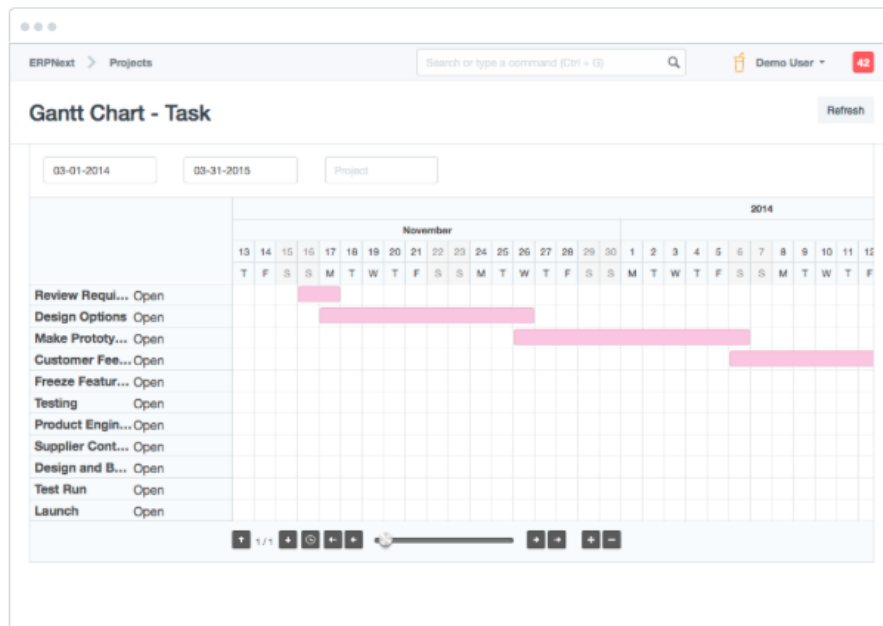 ERPNext Projects Search or type a command (Ctrl + G) Demo User 42
Gantt Chart - Task Refresh
03-01-2014 03-31-2015 Project
2014
November
13 14 15 16 17 18 19 20 21 22 23 24 25 26 27 28 29 30 1 2 3 4 5 6 7 8 9 10 11 12
T F S S M T W T F S S M T W T F S S M T W T F S S M T W T F
Review Requi... Open
Design Options Open
Make Prototy... Open
Customer Fee... Open
Freeze Featur... Open
Testing Open
Product Engin... Open
Supplier Cont... Open
Design and B... Open
Test Run Open
Launch Open
1/1